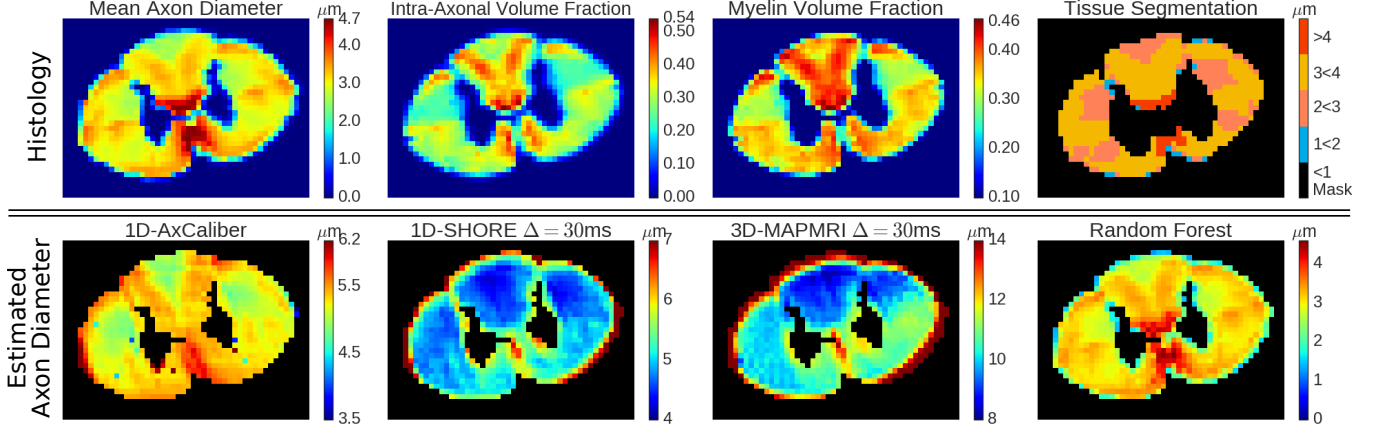 Mean Axon Diameter
μm
4.7
4.0
3.0
2.0
1.0
0.0
Intra-Axonal Volume Fraction
0.54
0.50
0.40
0.30
0.20
0.10
0.00
Myelin Volume Fraction
0.46
0.40
0.30
0.20
0.10
Tissue Segmentation
μm
>4
3<4
2<3
1<2
<1
Mask
Histology
1D-AxCaliber
μm
6.2
5.5
4.5
3.5
1D-SHORE Δ = 30ms
μm
7
6
5
4
3D-MAPMRI Δ = 30ms
μm
14
12
10
8
Random Forest
μm
4
3
2
1
0
Estimated
Axon Diameter